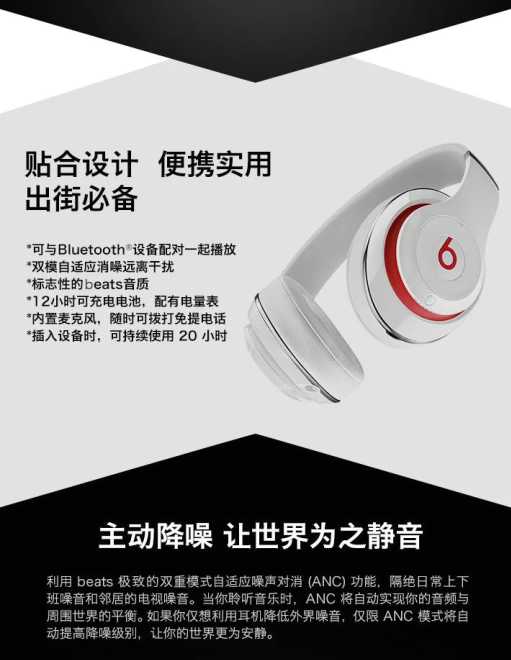 贴合设计 便携实用
出街必备
*可与Bluetooth®设备配对一起播放
*双模自适应消噪远离干扰
*标志性的beats音质
*12小时可充电电池，配有电量表
*内置麦克风，随时可拨打免提电话
*插入设备时，可持续使用 20 小时
主动降噪 让世界为之静音
利用 beats 极致的双重模式自适应噪声对消 (ANC) 功能，隔绝日常上下
班噪音和邻居的电视噪音。当你聆听音乐时，ANC 将自动实现你的音频与
周围世界的平衡。如果你仅想利用耳机降低外界噪音，仅限 ANC 模式将自
动提高降噪级别，让你的世界更为安静。